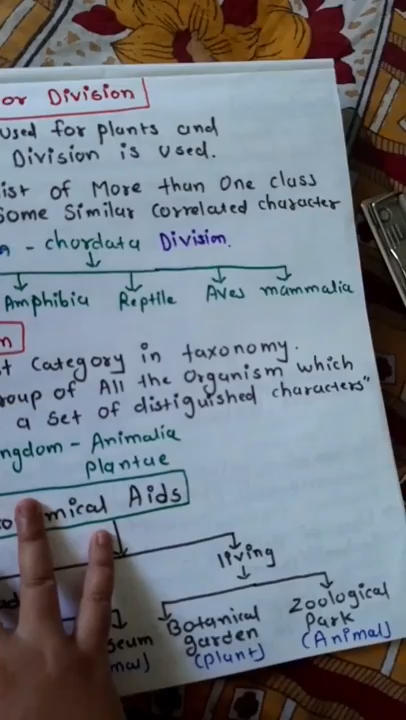 or Division
used for plants and
Division is used.
ist of More than One class
some Similar Correlated character
a - chordata Division.
Amphibia Reptile Aves mammalia
m
t Category in taxonomy.
roup of All the Organism which
a set of distiguished characters"
ngdom - Animalia
plantae
mical Aids
living
seum Botanical Zoological
mal) garden Park
(plant) (Animal)